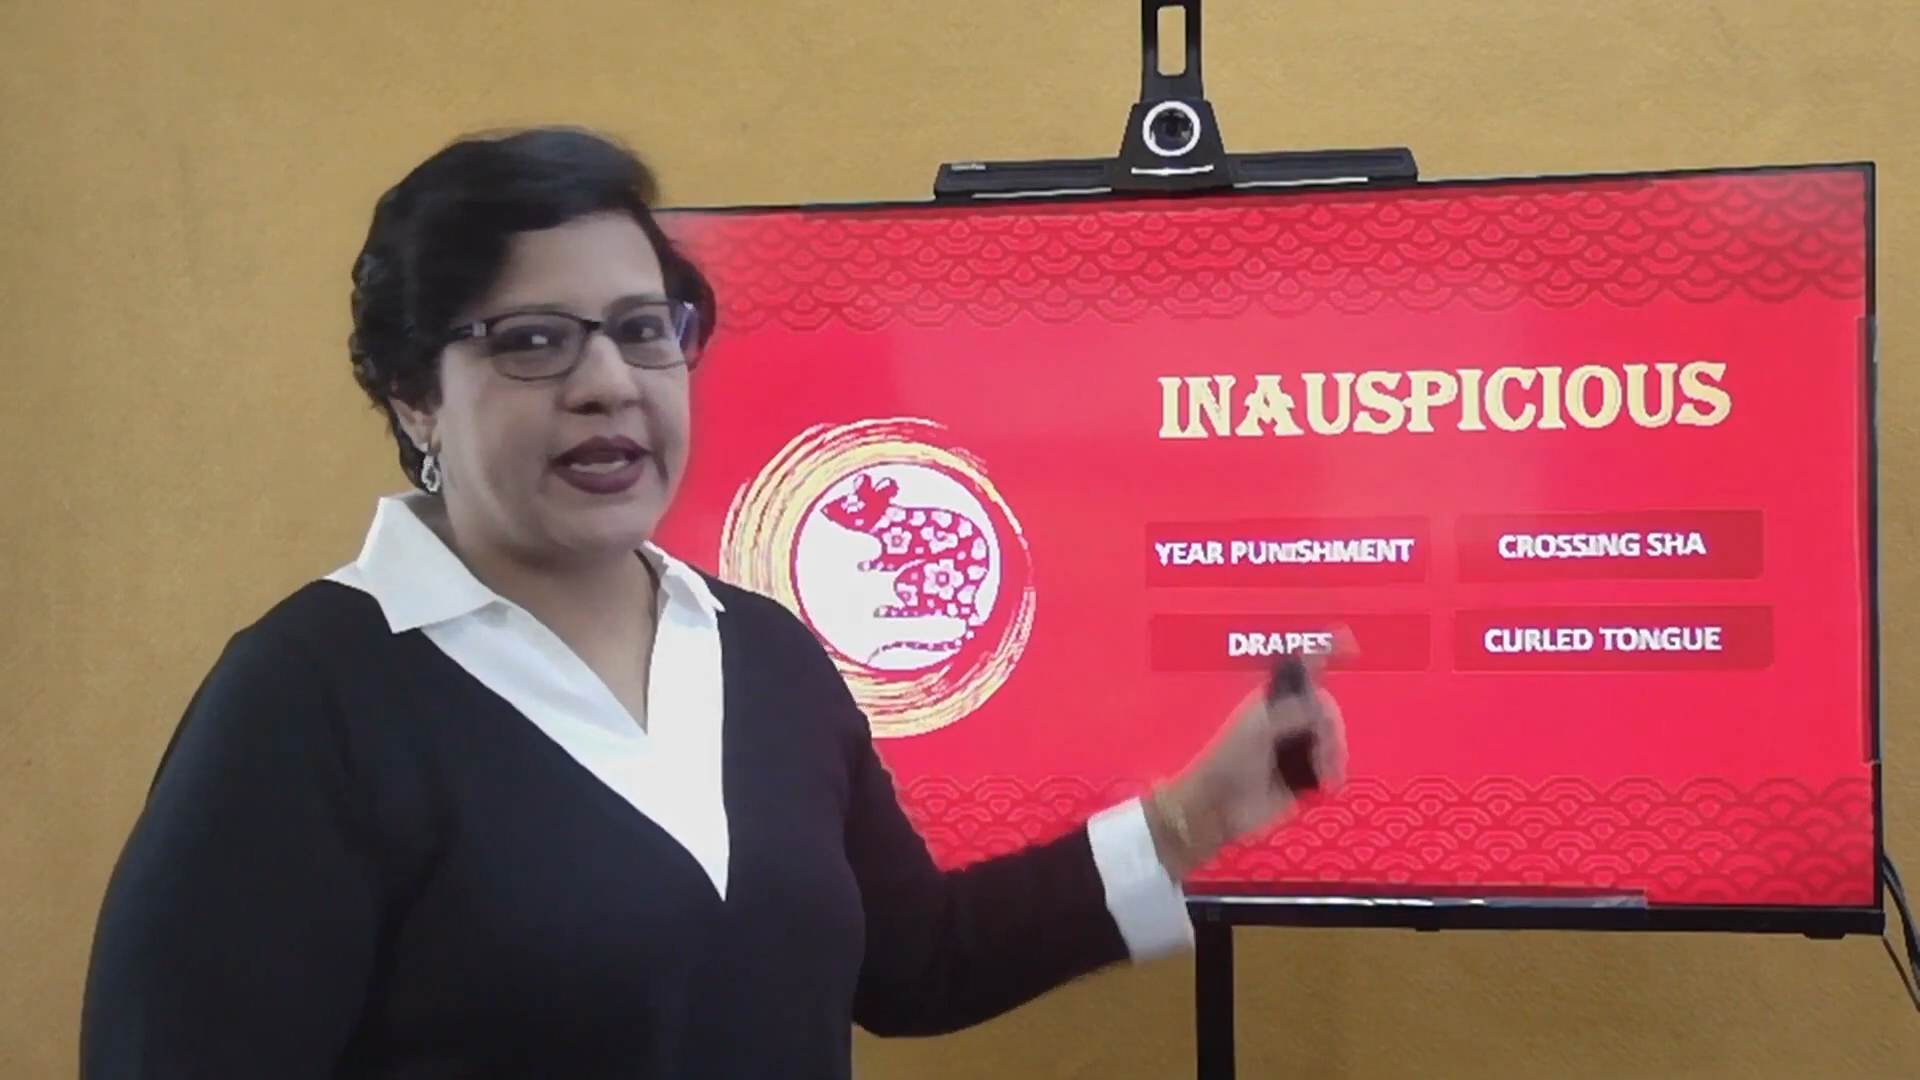 INAUSPICIOUS
YEAR PUNISHMENT
CROSSING SHA
DRAPES
CURLED TONGUE